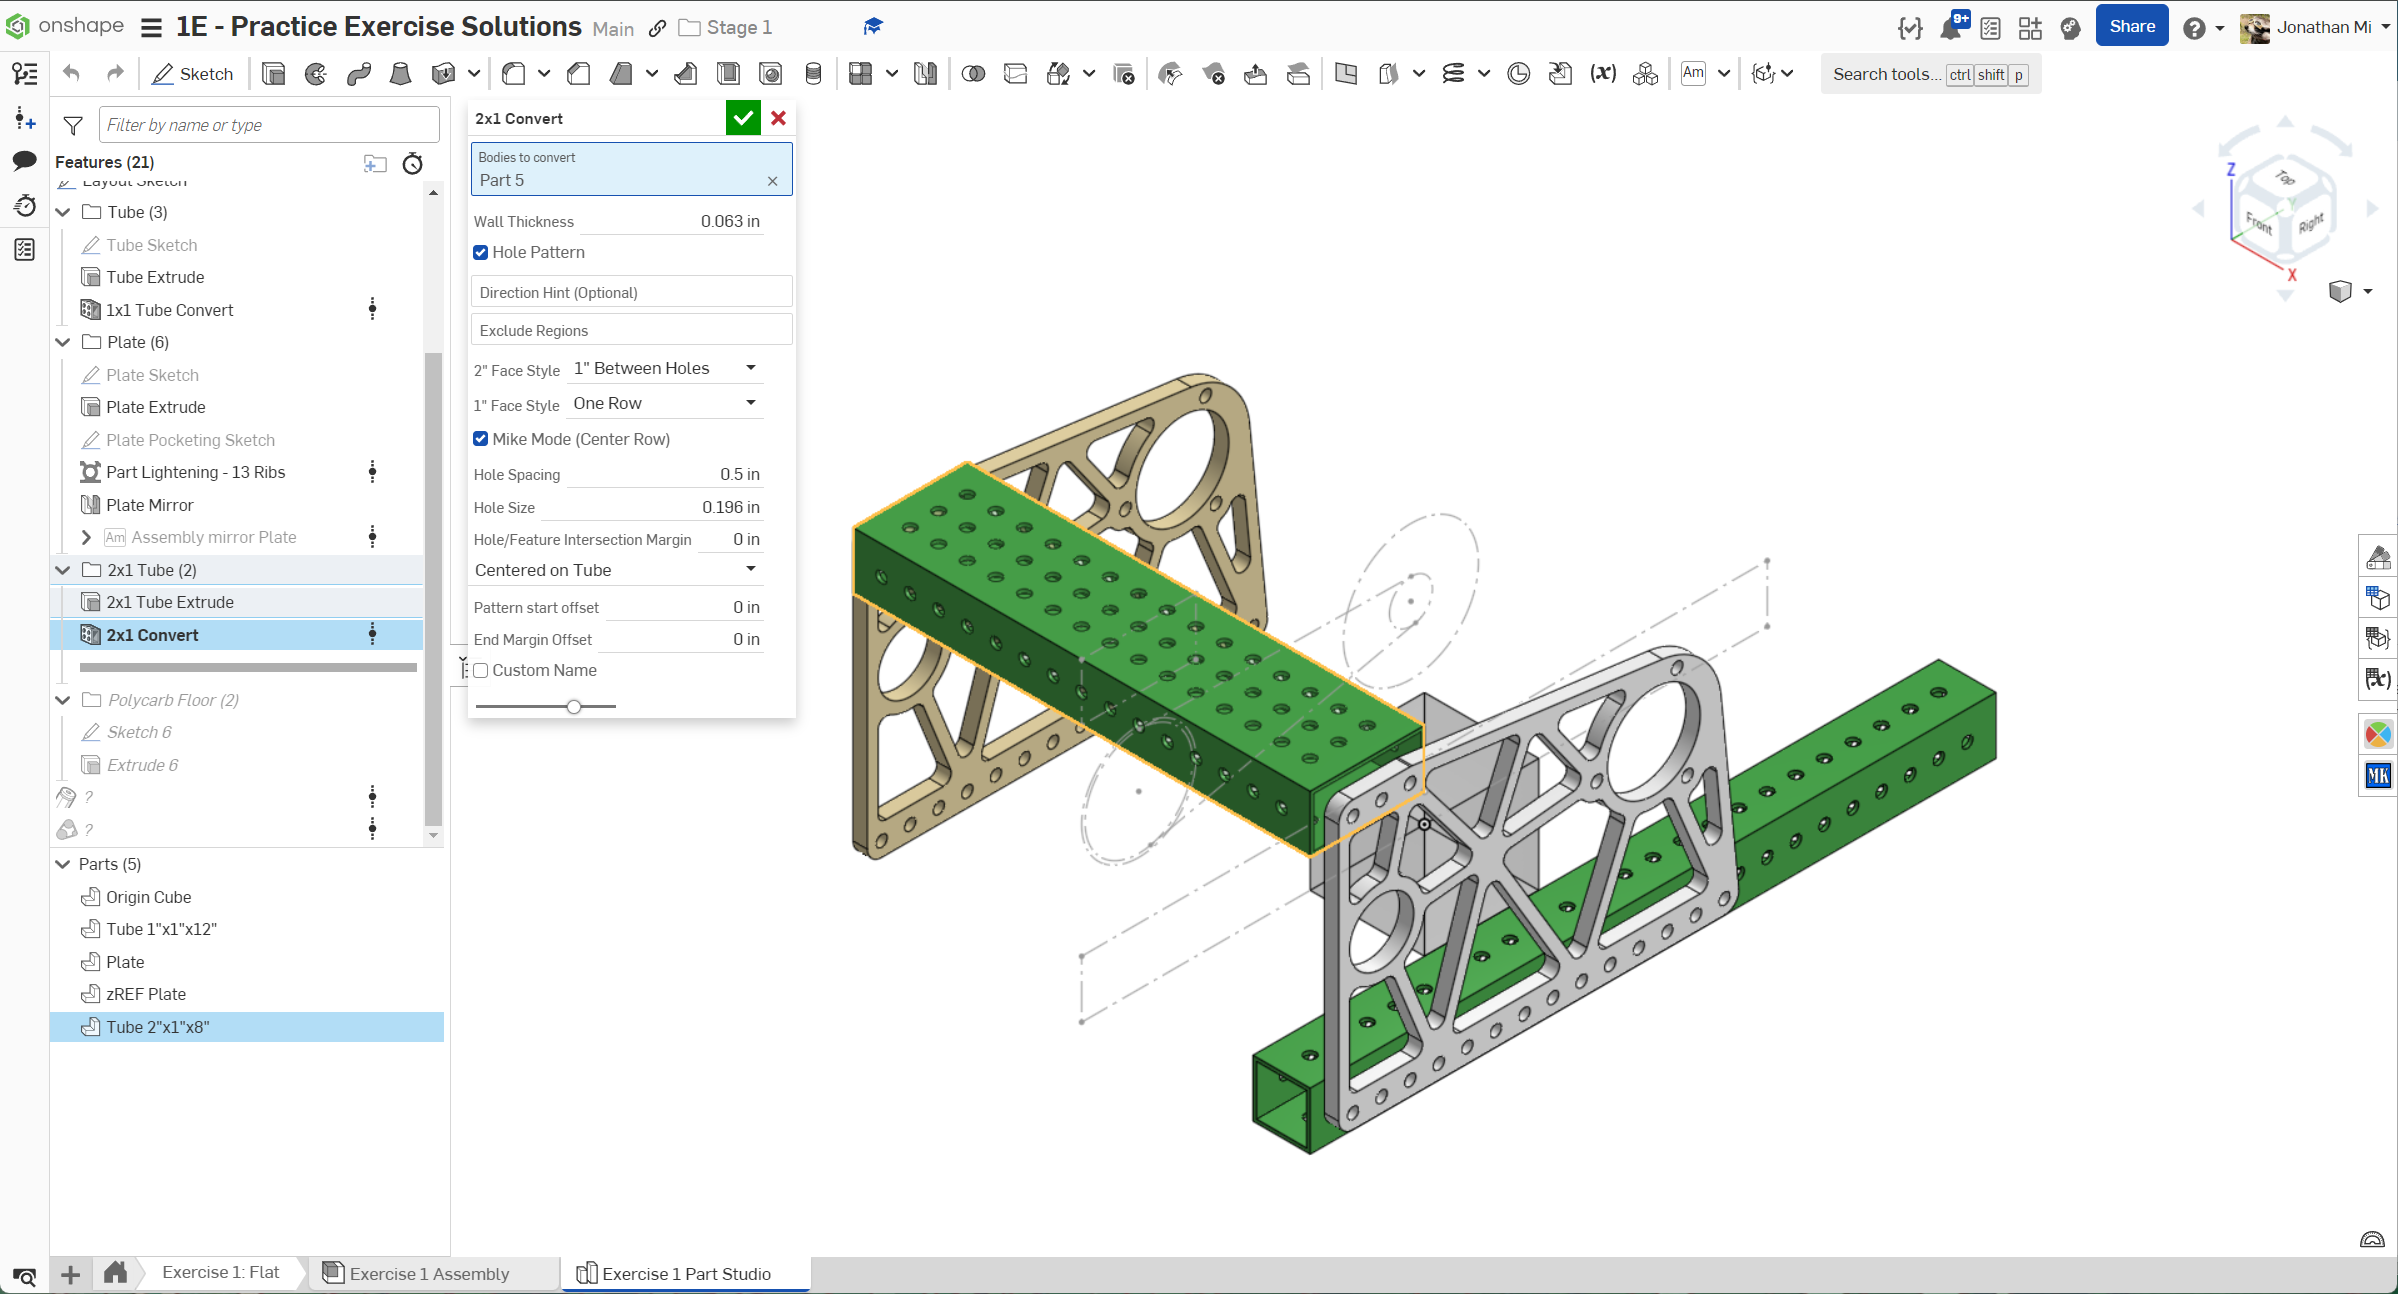 onshape
1E - Practice Exercise Solutions Main Stage 1
9+
Share
Jonathan Mi
Sketch
Am
Search tools... ctrl shift p
Filter by name or type
Features (21)
Layout Sketch
Tube (3)
Tube Sketch
Tube Extrude
1x1 Tube Convert
Plate (6)
Plate Sketch
Plate Extrude
Plate Pocketing Sketch
Part Lightening - 13 Ribs
Plate Mirror
Am Assembly mirror Plate
2x1 Tube (2)
2x1 Tube Extrude
2x1 Convert
Polycarb Floor (2)
Sketch 6
Extrude 6
?
?
Parts (5)
Origin Cube
Tube 1"x1"x12"
Plate
zREF Plate
Tube 2"x1"x8"
2x1 Convert
Bodies to convert
Part 5
Wall Thickness 0.063 in
Hole Pattern
Direction Hint (Optional)
Exclude Regions
2" Face Style 1" Between Holes
1" Face Style One Row
Mike Mode (Center Row)
Hole Spacing 0.5 in
Hole Size 0.196 in
Hole/Feature Intersection Margin 0 in
Centered on Tube
Pattern start offset 0 in
End Margin Offset 0 in
Custom Name
Z
Top
Front
Right
X
Y
(x)
(x)
MK
Exercise 1: Flat
Exercise 1 Assembly
Exercise 1 Part Studio